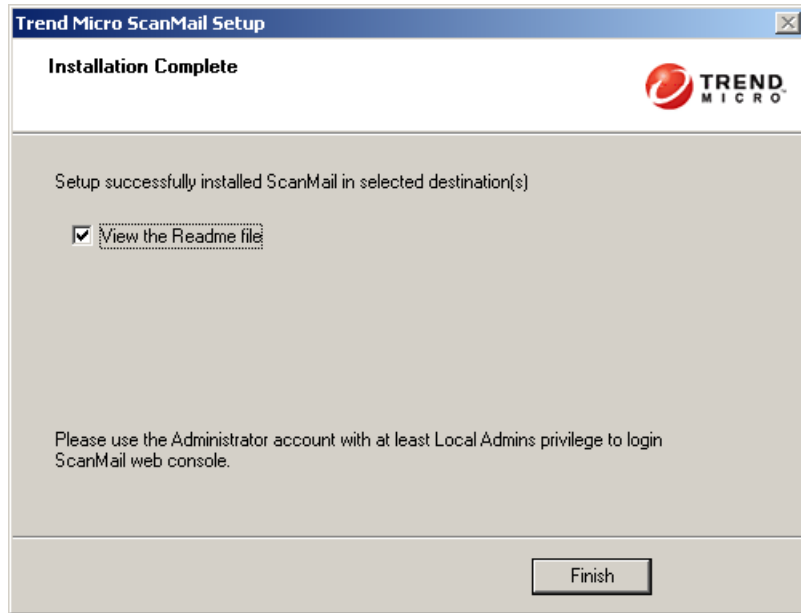 Trend Micro ScanMail Setup
Installation Complete
TREND
MICRO
Setup successfully installed ScanMail in selected destination(s)
View the Readme file
Please use the Administrator account with at least Local Admins privilege to login
ScanMail web console.
Finish